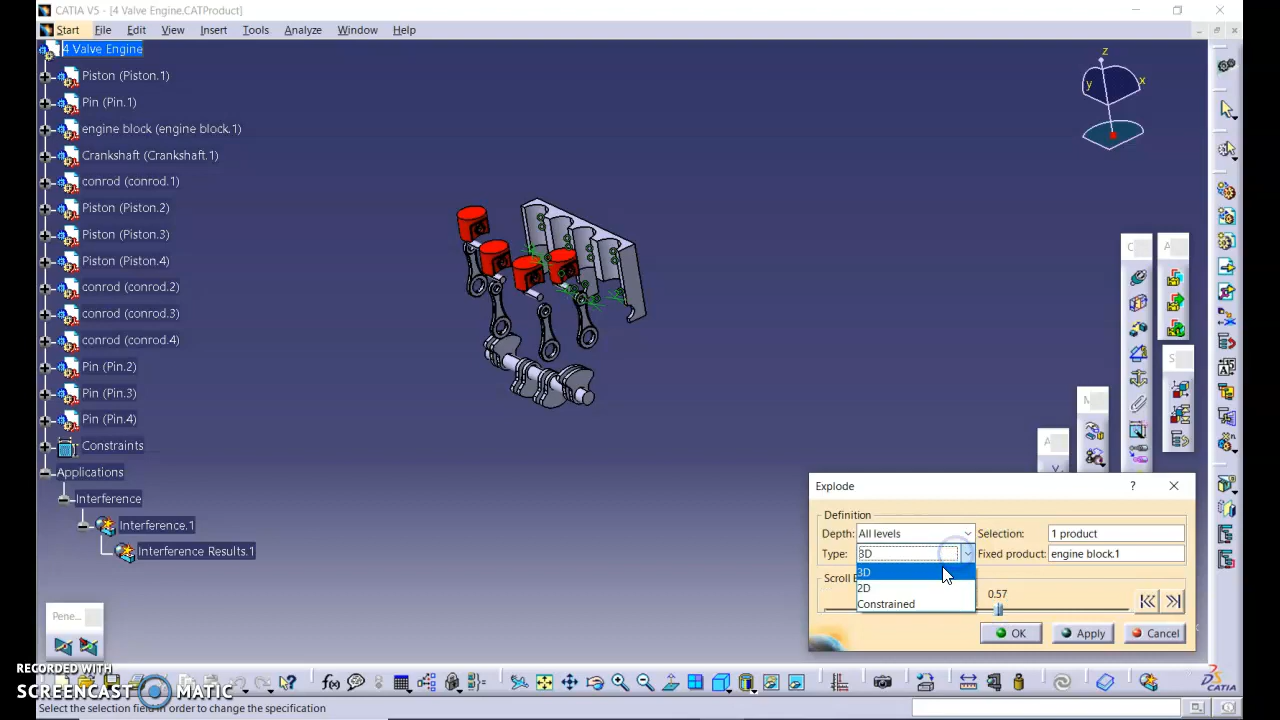 CATIA V5 - [4 Valve Engine.CATProduct]
Start File Edit View Insert Tools Analyze Window Help
4 Valve Engine
Piston (Piston.1)
Pin (Pin.1)
engine block (engine block.1)
Crankshaft (Crankshaft.1)
conrod (conrod.1)
Piston (Piston.2)
Piston (Piston.3)
Piston (Piston.4)
conrod (conrod.2)
conrod (conrod.3)
conrod (conrod.4)
Pin (Pin.2)
Pin (Pin.3)
Pin (Pin.4)
Constraints
Applications
Interference
Interference.1
Interference Results.1
z
y x
C A
S
M
A
Explode ?
Definition
Depth: All levels Selection: 1 product
Type: 3D Fixed product: engine block.1
3D
2D
Constrained
0.57
OK Apply Cancel
Pene...
RECORDED WITH
SCREENCAST MATIC
f(x)
CATIA
Select the selection field in order to change the specification